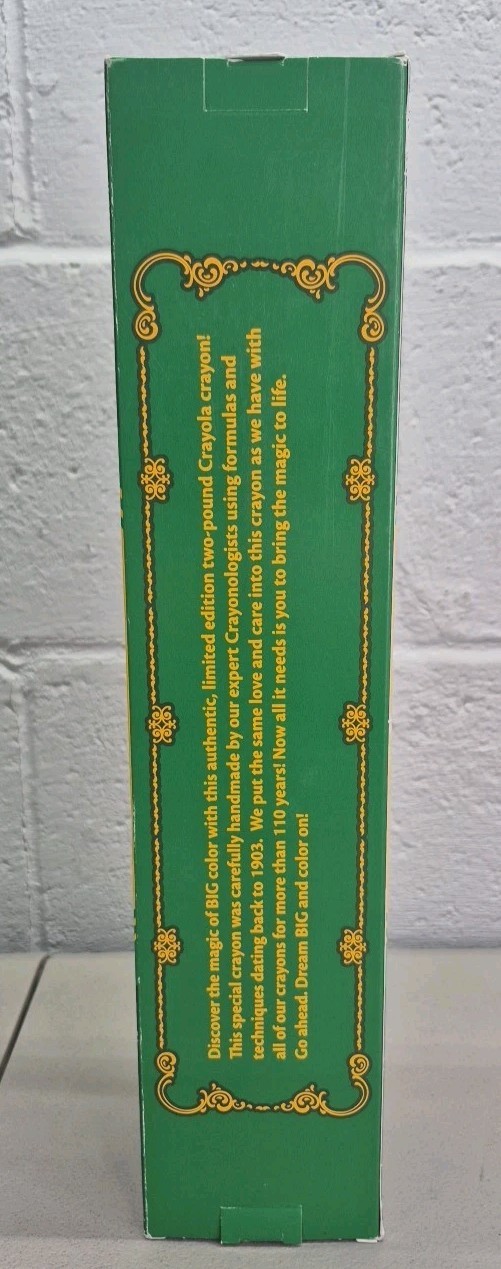 Discover the magic of BIG color with this authentic, limited edition two-pound Crayola crayon!
This special crayon was carefully handmade by our expert Crayonologists using formulas and
techniques dating back to 1903. We put the same love and care into this crayon as we have with
all of our crayons for more than 110 years! Now all it needs is you to bring the magic to life.
Go ahead. Dream BIG and color on!